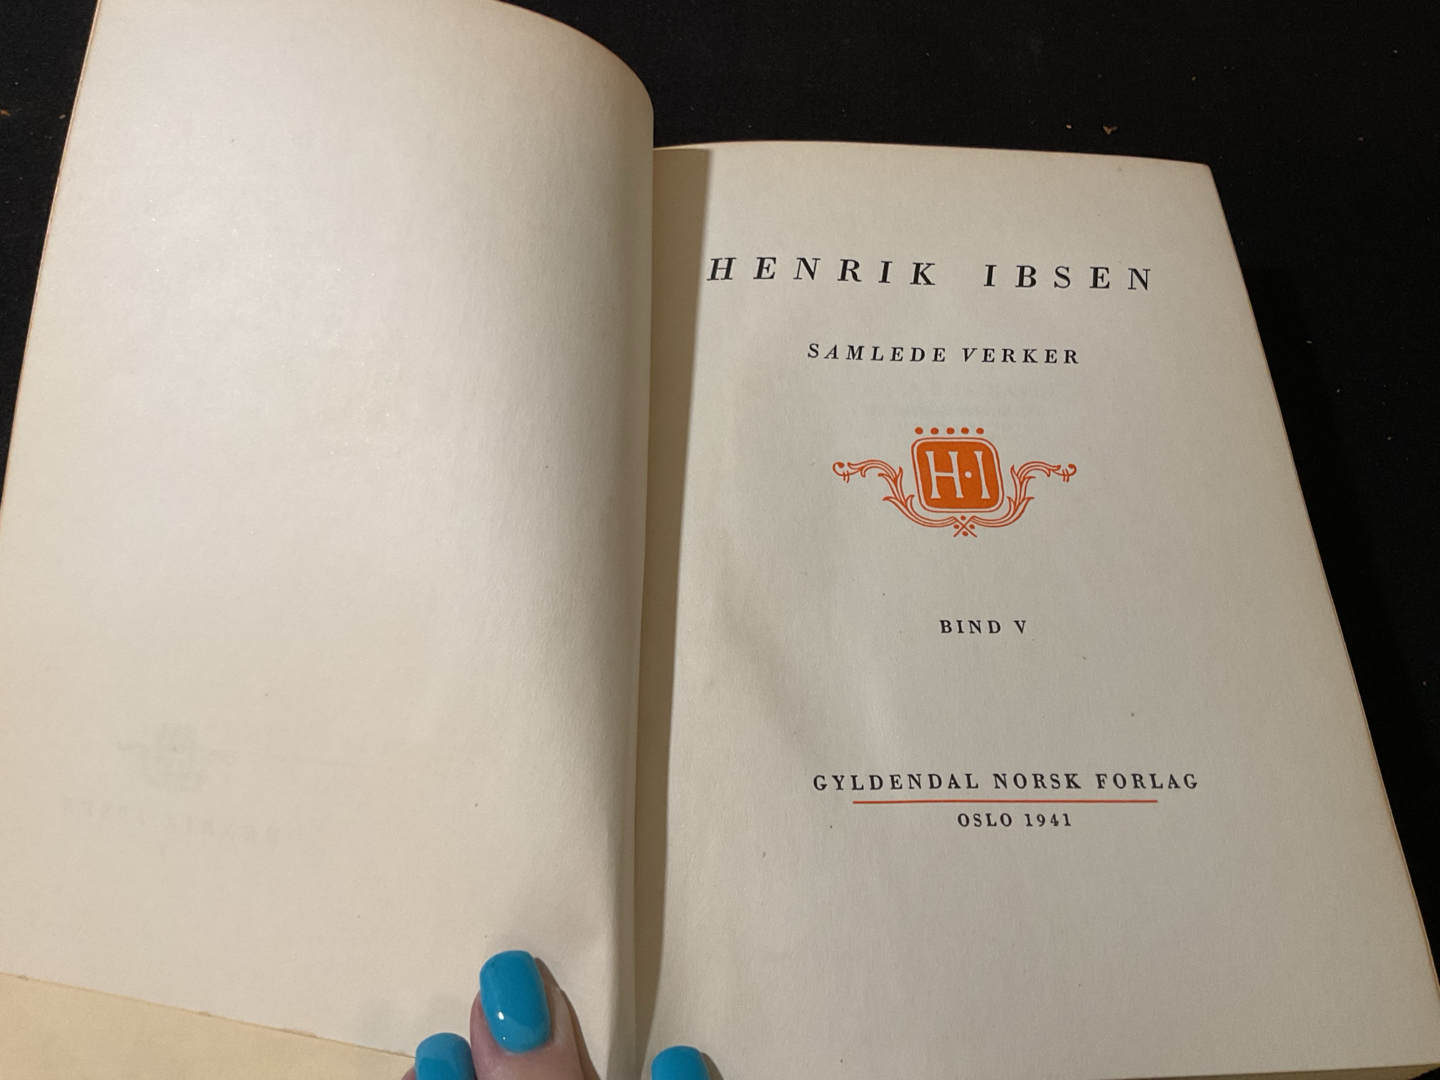 HENRIK IBSEN
SAMLEDE VERKER
H·I
BIND V
GYLDENDAL NORSK FORLAG
OSLO 1941